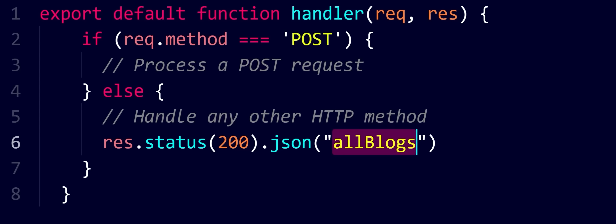 1 export default function handler(req, res) {
2 if (req.method === 'POST') {
3 // Process a POST request
4 } else {
5 // Handle any other HTTP method
6 res.status(200).json("allBlogs")
7 }
8 }